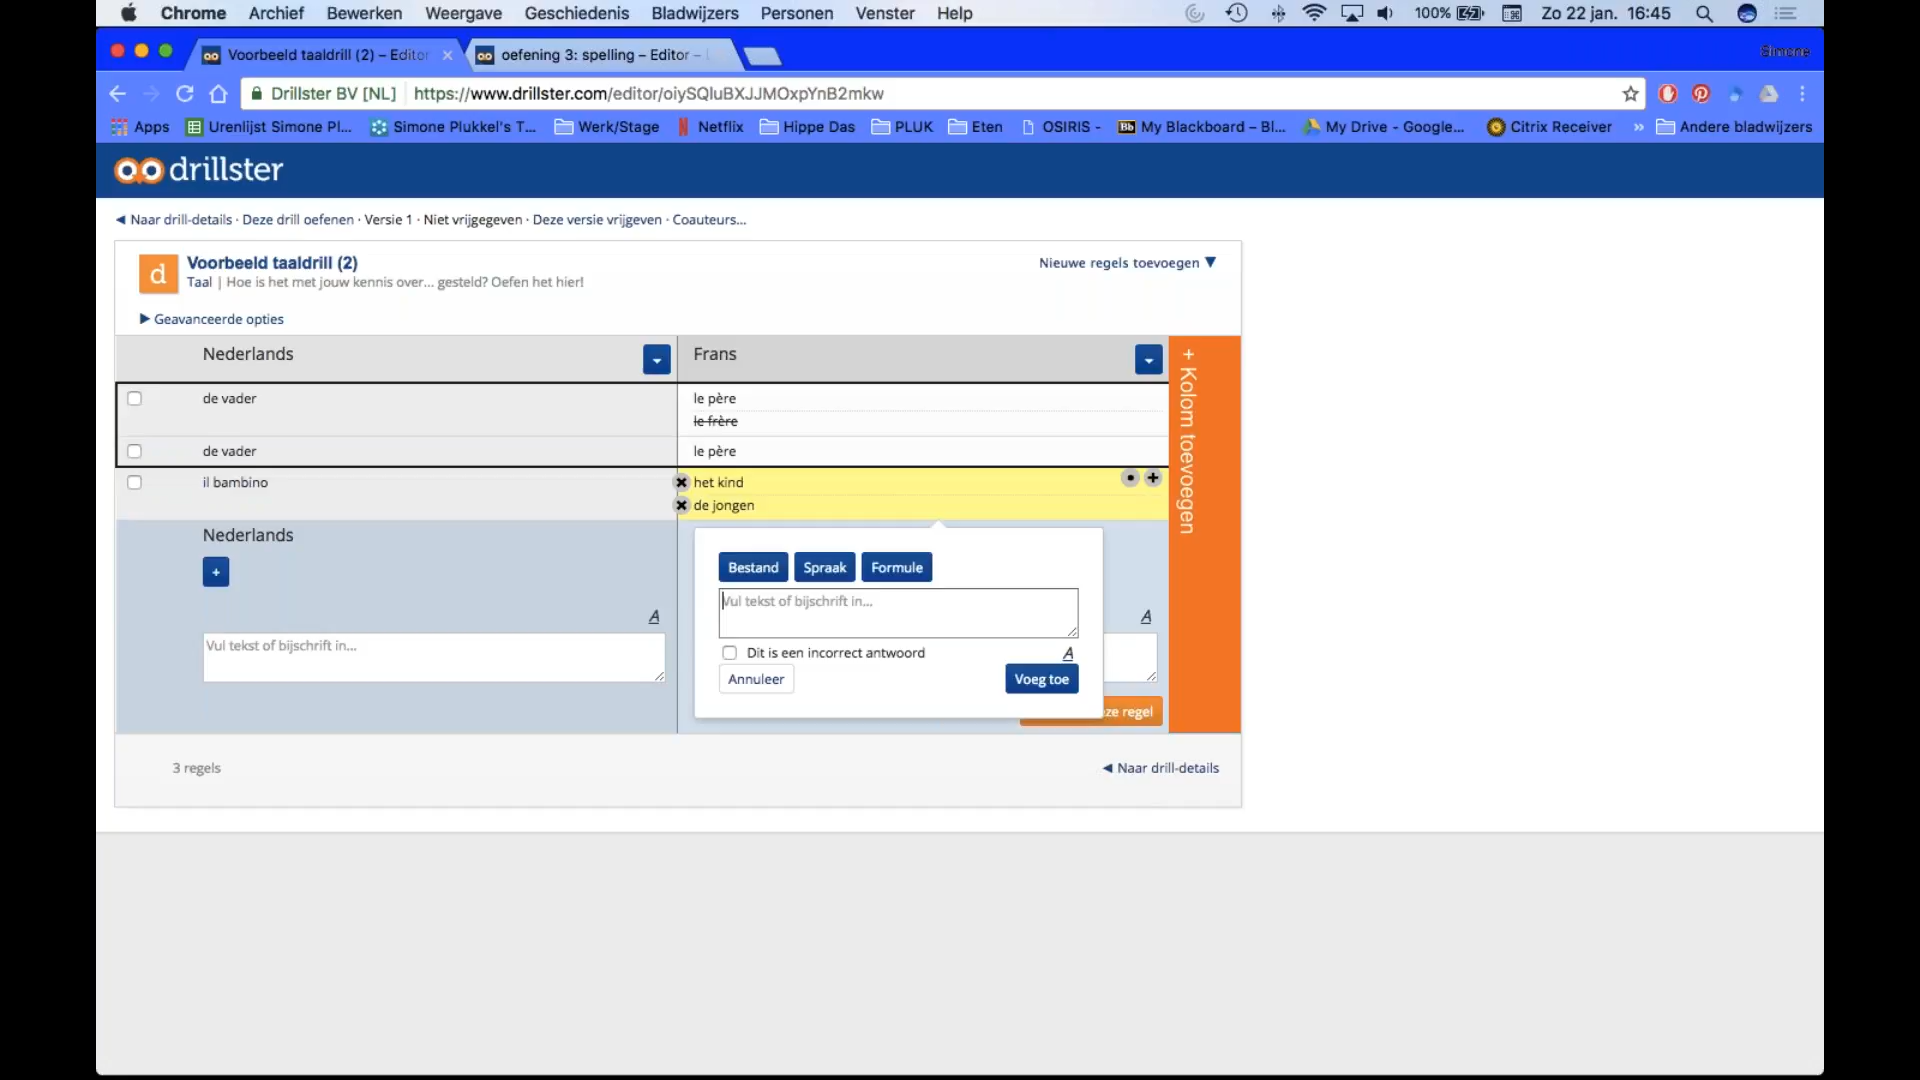 Chrome Archief Bewerken Weergave Geschiedenis Bladwijzers Personen Venster Help 100% Zo 22 jan. 16:45
Voorbeeld taaldrill (2) – Editor
oefening 3: spelling – Editor –
Simone
Drillster BV [NL] https://www.drillster.com/editor/oiySQIuBXJJMOxpYnB2mkw
Apps Urenlijst Simone Pl... Simone Plukkel's T... Werk/Stage Netflix Hippe Das PLUK Eten OSIRIS - My Blackboard – Bl... My Drive - Google... Citrix Receiver » Andere bladwijzers
drillster
◀ Naar drill-details · Deze drill oefenen · Versie 1 · Niet vrijgegeven · Deze versie vrijgeven · Coauteurs...
d
Voorbeeld taaldrill (2)
Nieuwe regels toevoegen ▼
Taal | Hoe is het met jouw kennis over... gesteld? Oefen het hier!
▶ Geavanceerde opties
Nederlands Frans
+ Kolom toevoegen
de vader le père
le frère
de vader le père
il bambino het kind
de jongen
Nederlands
+
Bestand Spraak Formule
Vul tekst of bijschrift in...
A A
Vul tekst of bijschrift in...
Dit is een incorrect antwoord A
Annuleer Voeg toe
ze regel
3 regels ◀ Naar drill-details